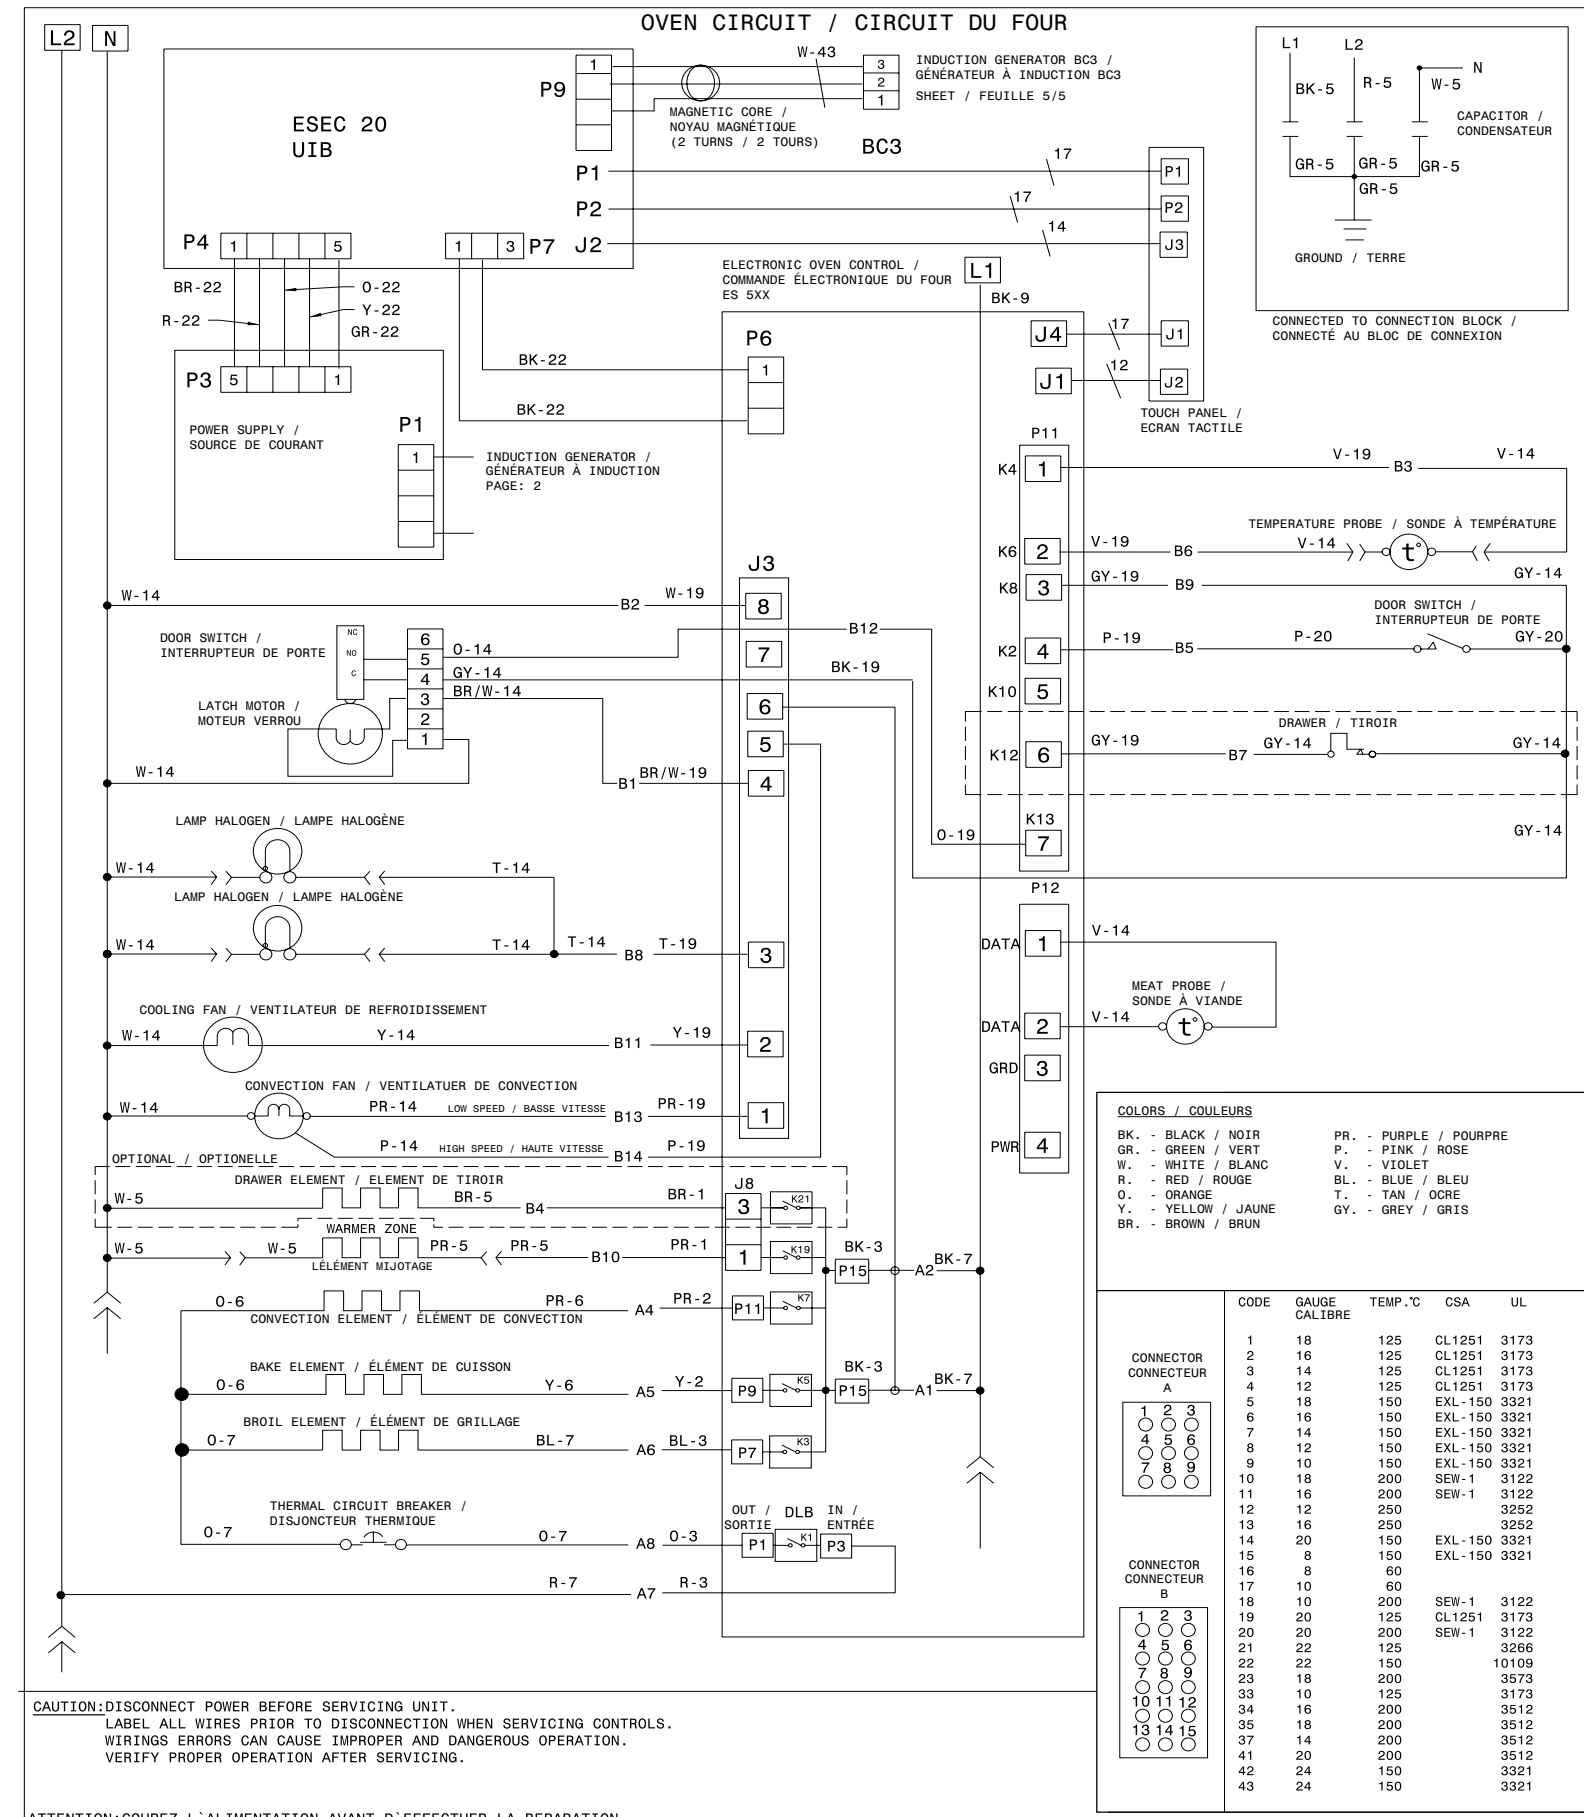 OVEN CIRCUIT / CIRCUIT DU FOUR
L2
N
ESEC 20
UIB
P9
1
W-43
3
2
1
INDUCTION GENERATOR BC3 /
GÉNÉRATEUR À INDUCTION BC3
SHEET / FEUILLE 5/5
MAGNETIC CORE /
NOYAU MAGNÉTIQUE
(2 TURNS / 2 TOURS)
BC3
P1
17
P1
P2
17
P2
J2
14
J3
P4
1
5
1
3
P7
BR-22
O-22
Y-22
R-22
GR-22
P3
5
1
POWER SUPPLY /
SOURCE DE COURANT
P1
1
INDUCTION GENERATOR /
GÉNÉRATEUR À INDUCTION
PAGE: 2
BK-22
BK-22
ELECTRONIC OVEN CONTROL /
COMMANDE ÉLECTRONIQUE DU FOUR
ES 5XX
L1
BK-9
P6
1
J4
17
J1
J1
12
J2
TOUCH PANEL /
ECRAN TACTILE
L1
L2
N
BK-5
R-5
W-5
CAPACITOR /
CONDENSATEUR
GR-5
GR-5
GR-5
GR-5
GROUND / TERRE
CONNECTED TO CONNECTION BLOCK /
CONNECTÉ AU BLOC DE CONNEXION
P11
K4
1
V-19
B3
V-14
TEMPERATURE PROBE / SONDE À TEMPÉRATURE
K6
2
V-19
B6
V-14
t°
K8
3
GY-19
B9
GY-14
DOOR SWITCH /
INTERRUPTEUR DE PORTE
K2
4
P-19
B5
P-20
GY-20
K10
5
DRAWER / TIROIR
K12
6
GY-19
B7
GY-14
GY-14
K13
7
O-19
GY-14
P12
DATA
1
V-14
MEAT PROBE /
SONDE À VIANDE
DATA
2
V-14
t°
GRD
3
PWR
4
J3
W-14
B2
W-19
8
DOOR SWITCH /
INTERRUPTEUR DE PORTE
NC
NO
C
6
5
4
3
2
1
O-14
GY-14
BR/W-14
B12
BK-19
7
LATCH MOTOR /
MOTEUR VERROU
6
5
W-14
B1
BR/W-19
4
LAMP HALOGEN / LAMPE HALOGÈNE
W-14
T-14
LAMP HALOGEN / LAMPE HALOGÈNE
W-14
T-14
T-14
B8
T-19
3
COOLING FAN / VENTILATEUR DE REFROIDISSEMENT
W-14
Y-14
B11
Y-19
2
CONVECTION FAN / VENTILATUER DE CONVECTION
W-14
PR-14
LOW SPEED / BASSE VITESSE
B13
PR-19
1
P-14
HIGH SPEED / HAUTE VITESSE
B14
P-19
OPTIONAL / OPTIONELLE
DRAWER ELEMENT / ELEMENT DE TIROIR
J8
W-5
BR-5
B4
BR-1
3
K21
WARMER ZONE
W-5
W-5
PR-5
PR-5
B10
PR-1
1
K19
LÉLÉMENT MIJOTAGE
BK-3
P15
A2
BK-7
O-6
PR-6
A4
PR-2
P11
K7
CONVECTION ELEMENT / ÉLÉMENT DE CONVECTION
BAKE ELEMENT / ÉLÉMENT DE CUISSON
O-6
Y-6
A5
Y-2
P9
K5
BK-3
P15
A1
BK-7
BROIL ELEMENT / ÉLÉMENT DE GRILLAGE
O-7
BL-7
A6
BL-3
P7
K3
THERMAL CIRCUIT BREAKER /
DISJONCTEUR THERMIQUE
OUT /
SORTIE
DLB
IN /
ENTRÉE
O-7
O-7
A8
O-3
P1
K1
P3
R-7
A7
R-3
COLORS / COULEURS
BK. - BLACK / NOIR
GR. - GREEN / VERT
W. - WHITE / BLANC
R. - RED / ROUGE
O. - ORANGE
Y. - YELLOW / JAUNE
BR. - BROWN / BRUN
PR. - PURPLE / POURPRE
P. - PINK / ROSE
V. - VIOLET
BL. - BLUE / BLEU
T. - TAN / OCRE
GY. - GREY / GRIS
CONNECTOR
CONNECTEUR
A
1 2 3
4 5 6
7 8 9
CONNECTOR
CONNECTEUR
B
1 2 3
4 5 6
7 8 9
10 11 12
13 14 15
CODE GAUGE TEMP.°C CSA UL
CALIBRE
1 18 125 CL1251 3173
2 16 125 CL1251 3173
3 14 125 CL1251 3173
4 12 125 CL1251 3173
5 18 150 EXL-150 3321
6 16 150 EXL-150 3321
7 14 150 EXL-150 3321
8 12 150 EXL-150 3321
9 10 150 EXL-150 3321
10 18 200 SEW-1 3122
11 16 200 SEW-1 3122
12 12 250 3252
13 16 250 3252
14 20 150 EXL-150 3321
15 8 150 EXL-150 3321
16 8 60
17 10 60
18 10 200 SEW-1 3122
19 20 125 CL1251 3173
20 20 200 SEW-1 3122
21 22 125 3266
22 22 150 10109
23 18 200 3573
33 10 125 3173
34 16 200 3512
35 18 200 3512
37 14 200 3512
41 20 200 3512
42 24 150 3321
43 24 150 3321
CAUTION:DISCONNECT POWER BEFORE SERVICING UNIT.
LABEL ALL WIRES PRIOR TO DISCONNECTION WHEN SERVICING CONTROLS.
WIRINGS ERRORS CAN CAUSE IMPROPER AND DANGEROUS OPERATION.
VERIFY PROPER OPERATION AFTER SERVICING.
ATTENTION:COUPEZ L`ALIMENTATION AVANT D`EFFECTUER LA REPARATION